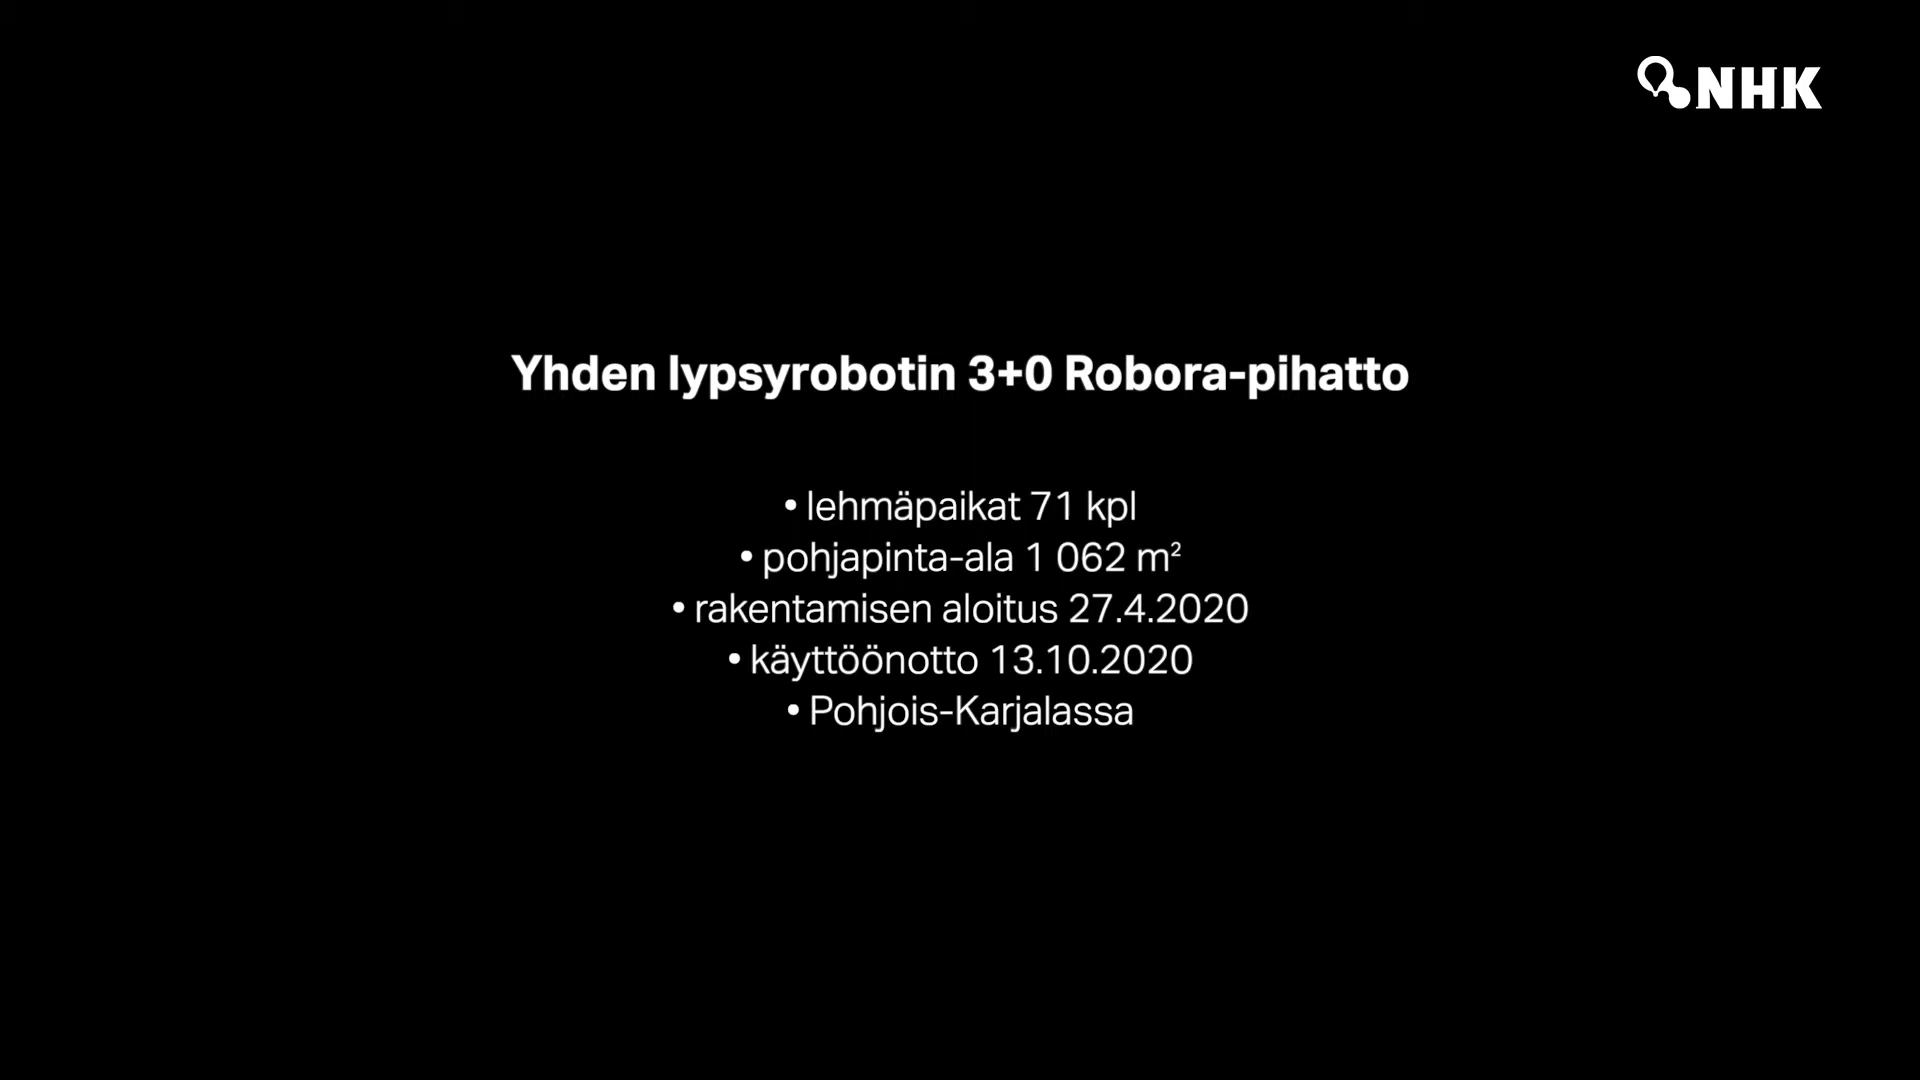 NHK
Yhden lypsyrobotin 3+0 Robora-pihatto
• lehmäpaikat 71 kpl
• pohjapinta-ala 1 062 m²
• rakentamisen aloitus 27.4.2020
• käyttöönotto 13.10.2020
• Pohjois-Karjalassa